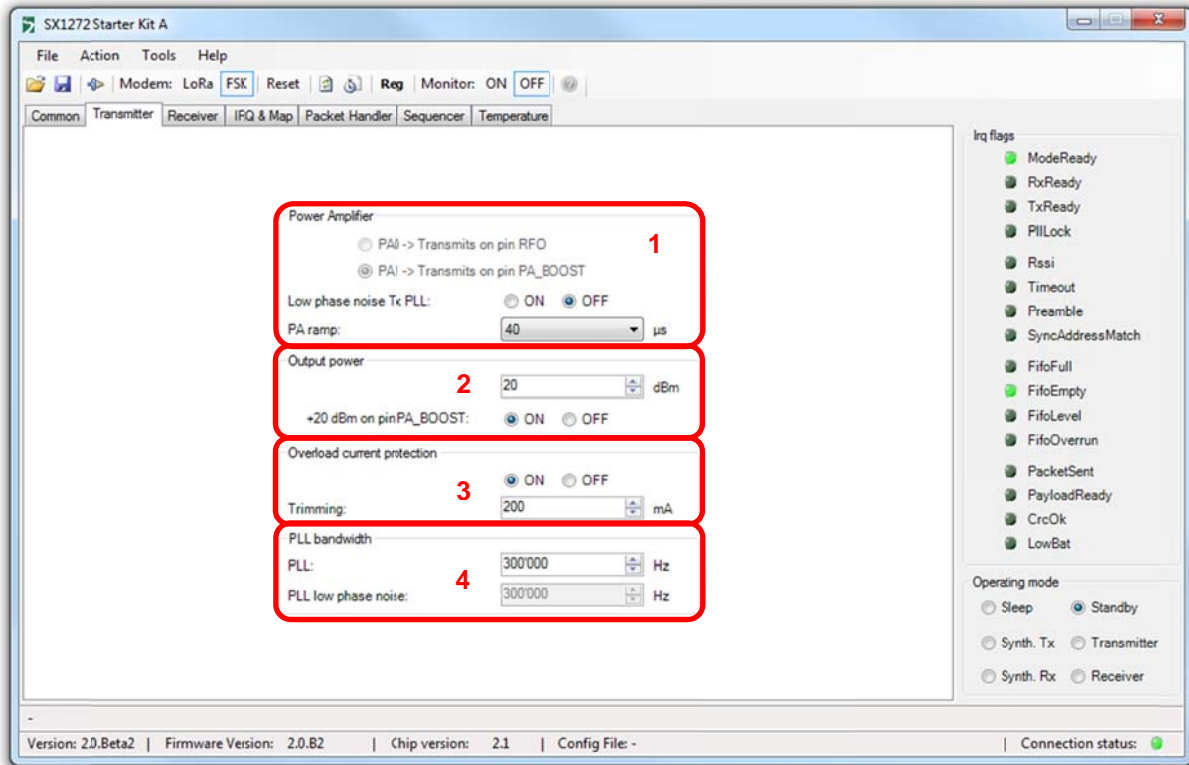 SX1272 Starter Kit A
File Action Tools Help
Modem: LoRa FSK Reset Reg Monitor: ON OFF
Common Transmitter Receiver IRQ & Map Packet Handler Sequencer Temperature
Power Amplifier
1
PA0 -> Transmits on pin RFO
PA1 -> Transmits on pin PA_BOOST
Low phase noise Tx PLL: ON OFF
PA ramp: 40 µs
Output power
2
20 dBm
+20 dBm on pin PA_BOOST: ON OFF
Overload current protection
ON OFF
3
Trimming: 200 mA
PLL bandwidth
PLL: 300'000 Hz
4
PLL low phase noise: 300'000 Hz
Irq flags
ModeReady
RxReady
TxReady
PllLock
Rssi
Timeout
Preamble
SyncAddressMatch
FifoFull
FifoEmpty
FifoLevel
FifoOverrun
PacketSent
PayloadReady
CrcOk
LowBat
Operating mode
Sleep Standby
Synth. Tx Transmitter
Synth. Rx Receiver
-
Version: 2.0.Beta2 | Firmware Version: 2.0.B2 | Chip version: 2.1 | Config File: - | Connection status: